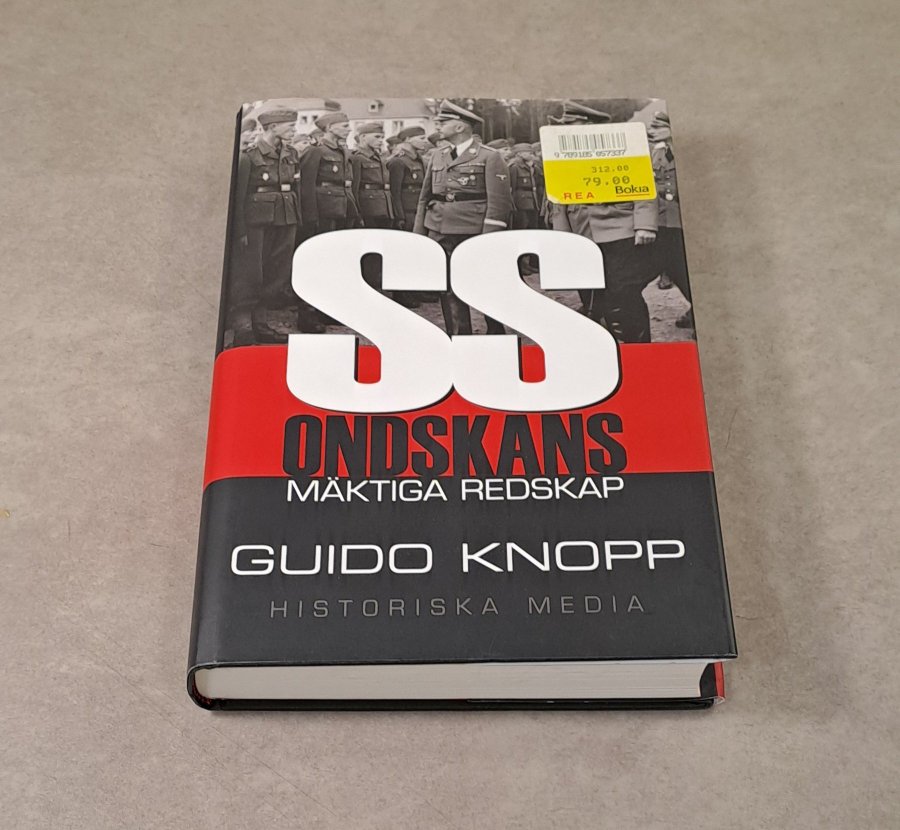 9 789185 057337
312.00
79.00
REA Bokia
SS
ONDSKANS
MÄKTIGA REDSKAP
GUIDO KNOPP
HISTORISKA MEDIA